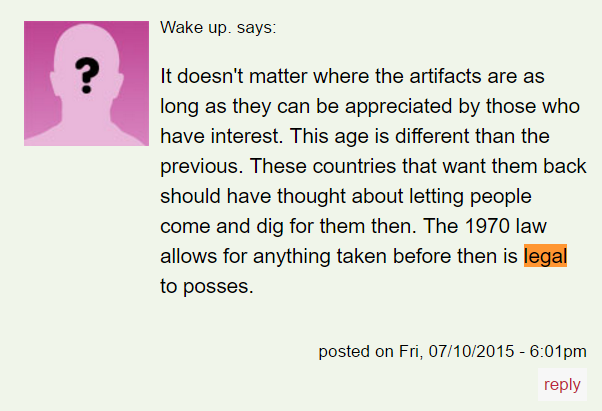 Wake up. says:
?
It doesn't matter where the artifacts are as
long as they can be appreciated by those who
have interest. This age is different than the
previous. These countries that want them back
should have thought about letting people
come and dig for them then. The 1970 law
allows for anything taken before then is legal
to posses.
posted on Fri, 07/10/2015 - 6:01pm
reply